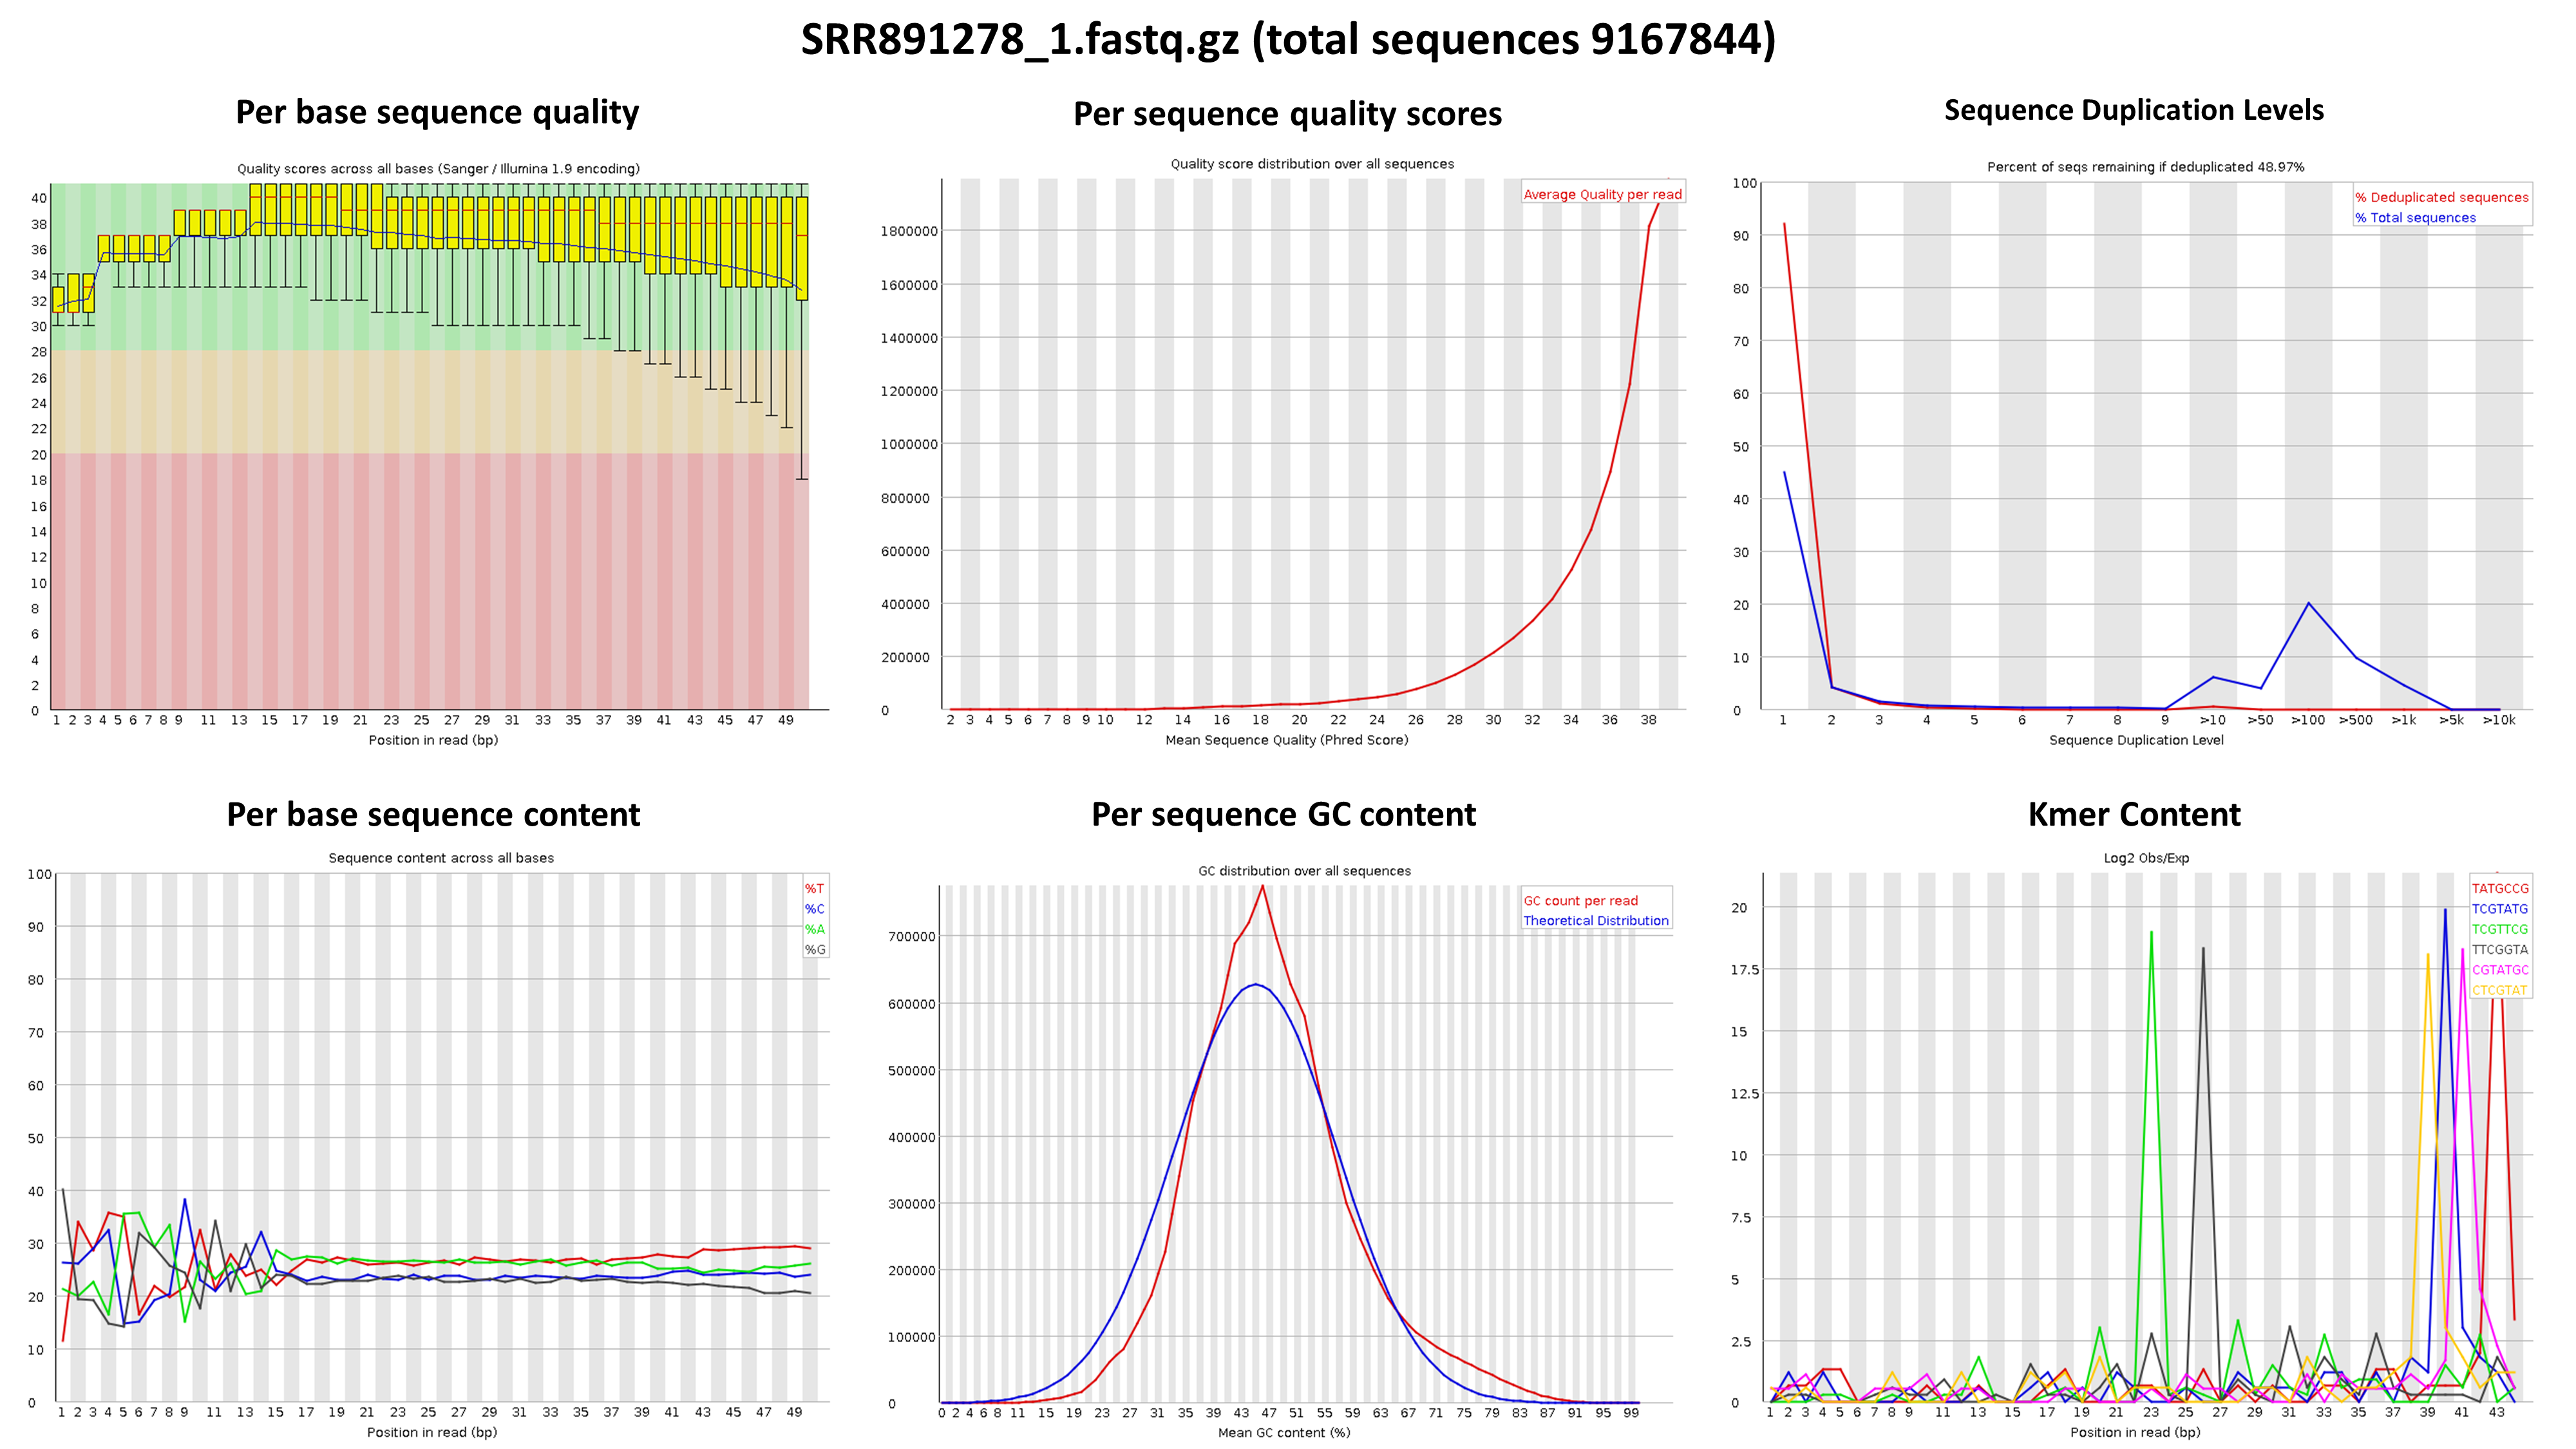 SRR891278_1.fastq.gz (total sequences 9167844)
Per base sequence quality
Quality scores across all bases (Sanger / Illumina 1.9 encoding)
40
38
36
34
32
30
28
26
24
22
20
18
16
14
12
10
8
6
4
2
0
1 2 3 4 5 6 7 8 9 11 13 15 17 19 21 23 25 27 29 31 33 35 37 39 41 43 45 47 49
Position in read (bp)
Per sequence quality scores
Quality score distribution over all sequences
Average Quality per read
1800000
1600000
1400000
1200000
1000000
800000
600000
400000
200000
0
2 3 4 5 6 7 8 9 10 12 14 16 18 20 22 24 26 28 30 32 34 36 38
Mean Sequence Quality (Phred Score)
Sequence Duplication Levels
Percent of seqs remaining if deduplicated 48.97%
% Deduplicated sequences
% Total sequences
100
90
80
70
60
50
40
30
20
10
0
1 2 3 4 5 6 7 8 9 >10 >50 >100 >500 >1k >5k >10k
Sequence Duplication Level
Per base sequence content
Sequence content across all bases
%T
%C
%A
%G
100
90
80
70
60
50
40
30
20
10
0
1 2 3 4 5 6 7 8 9 11 13 15 17 19 21 23 25 27 29 31 33 35 37 39 41 43 45 47 49
Position in read (bp)
Per sequence GC content
GC distribution over all sequences
GC count per read
Theoretical Distribution
700000
600000
500000
400000
300000
200000
100000
0
0 2 4 6 8 11 15 19 23 27 31 35 39 43 47 51 55 59 63 67 71 75 79 83 87 91 95 99
Mean GC content (%)
Kmer Content
Log2 Obs/Exp
TATGCCG
TCGTATG
TCGTTCG
TTCGGTA
CGTATGC
CTCGTAT
20
17.5
15
12.5
10
7.5
5
2.5
0
1 2 3 4 5 6 7 8 9 11 13 15 17 19 21 23 25 27 29 31 33 35 37 39 41 43
Position in read (bp)